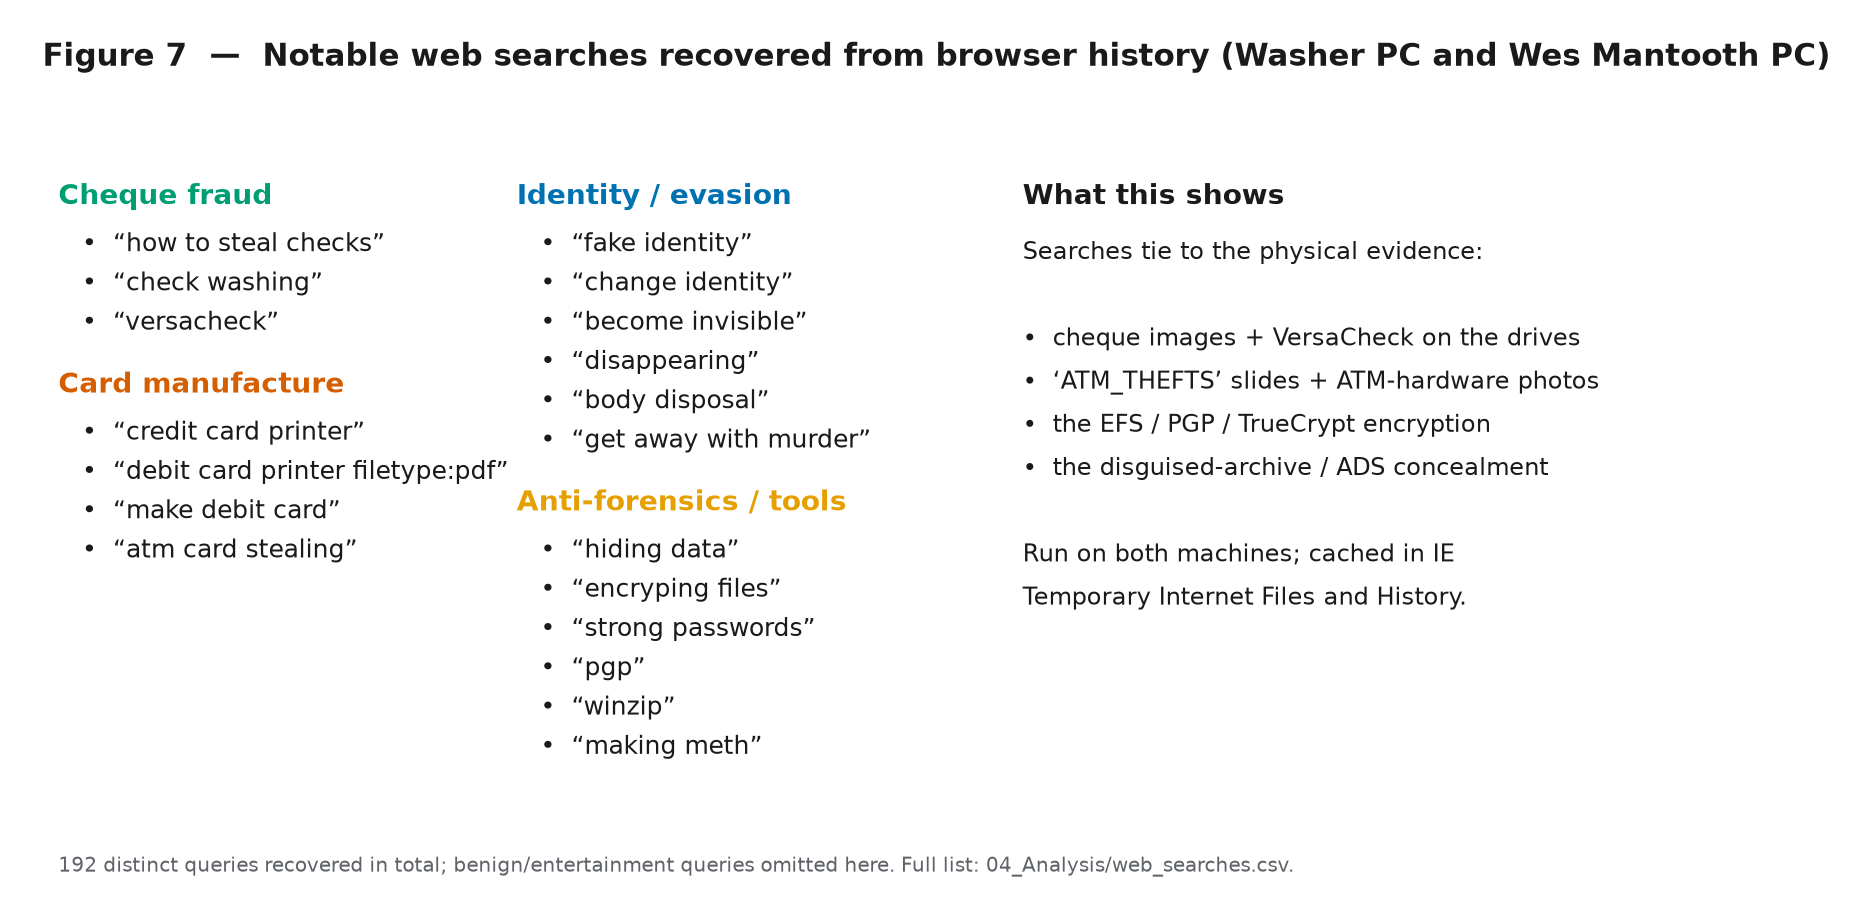 Figure 7 — Notable web searches recovered from browser history (Washer PC and Wes Mantooth PC)
Cheque fraud
• “how to steal checks”
• “check washing”
• “versacheck”
Card manufacture
• “credit card printer”
• “debit card printer filetype:pdf”
• “make debit card”
• “atm card stealing”
Identity / evasion
• “fake identity”
• “change identity”
• “become invisible”
• “disappearing”
• “body disposal”
• “get away with murder”
Anti-forensics / tools
• “hiding data”
• “encryping files”
• “strong passwords”
• “pgp”
• “winzip”
• “making meth”
What this shows
Searches tie to the physical evidence:
• cheque images + VersaCheck on the drives
• ‘ATM_THEFTS’ slides + ATM-hardware photos
• the EFS / PGP / TrueCrypt encryption
• the disguised-archive / ADS concealment
Run on both machines; cached in IE
Temporary Internet Files and History.
192 distinct queries recovered in total; benign/entertainment queries omitted here. Full list: 04_Analysis/web_searches.csv.